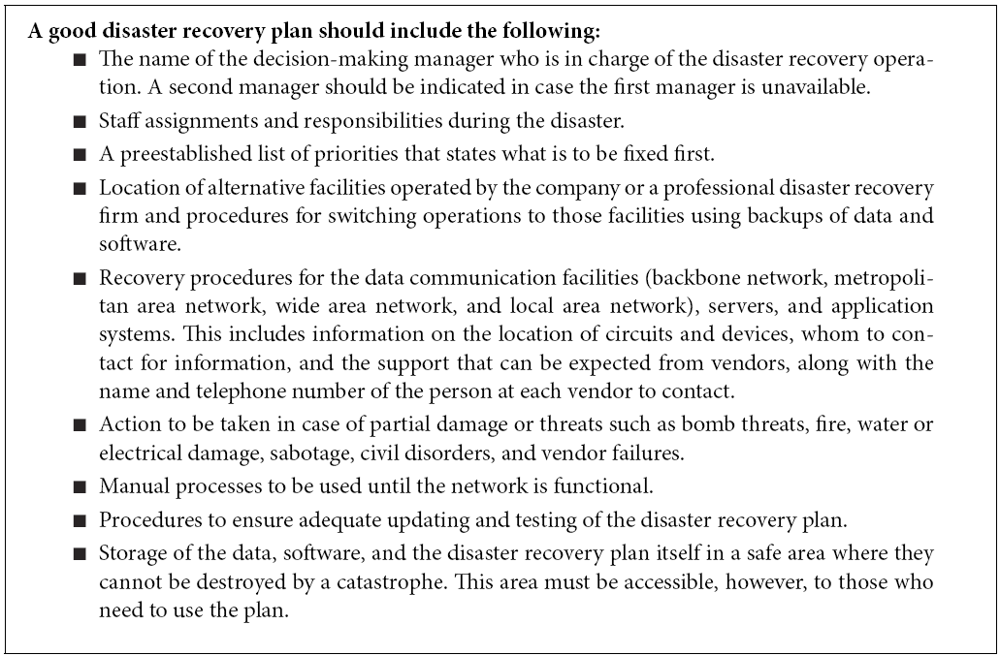 A good disaster recovery plan should include the following:
■ The name of the decision-making manager who is in charge of the disaster recovery opera-
tion. A second manager should be indicated in case the first manager is unavailable.
■ Staff assignments and responsibilities during the disaster.
■ A preestablished list of priorities that states what is to be fixed first.
■ Location of alternative facilities operated by the company or a professional disaster recovery
firm and procedures for switching operations to those facilities using backups of data and
software.
■ Recovery procedures for the data communication facilities (backbone network, metropoli-
tan area network, wide area network, and local area network), servers, and application
systems. This includes information on the location of circuits and devices, whom to con-
tact for information, and the support that can be expected from vendors, along with the
name and telephone number of the person at each vendor to contact.
■ Action to be taken in case of partial damage or threats such as bomb threats, fire, water or
electrical damage, sabotage, civil disorders, and vendor failures.
■ Manual processes to be used until the network is functional.
■ Procedures to ensure adequate updating and testing of the disaster recovery plan.
■ Storage of the data, software, and the disaster recovery plan itself in a safe area where they
cannot be destroyed by a catastrophe. This area must be accessible, however, to those who
need to use the plan.